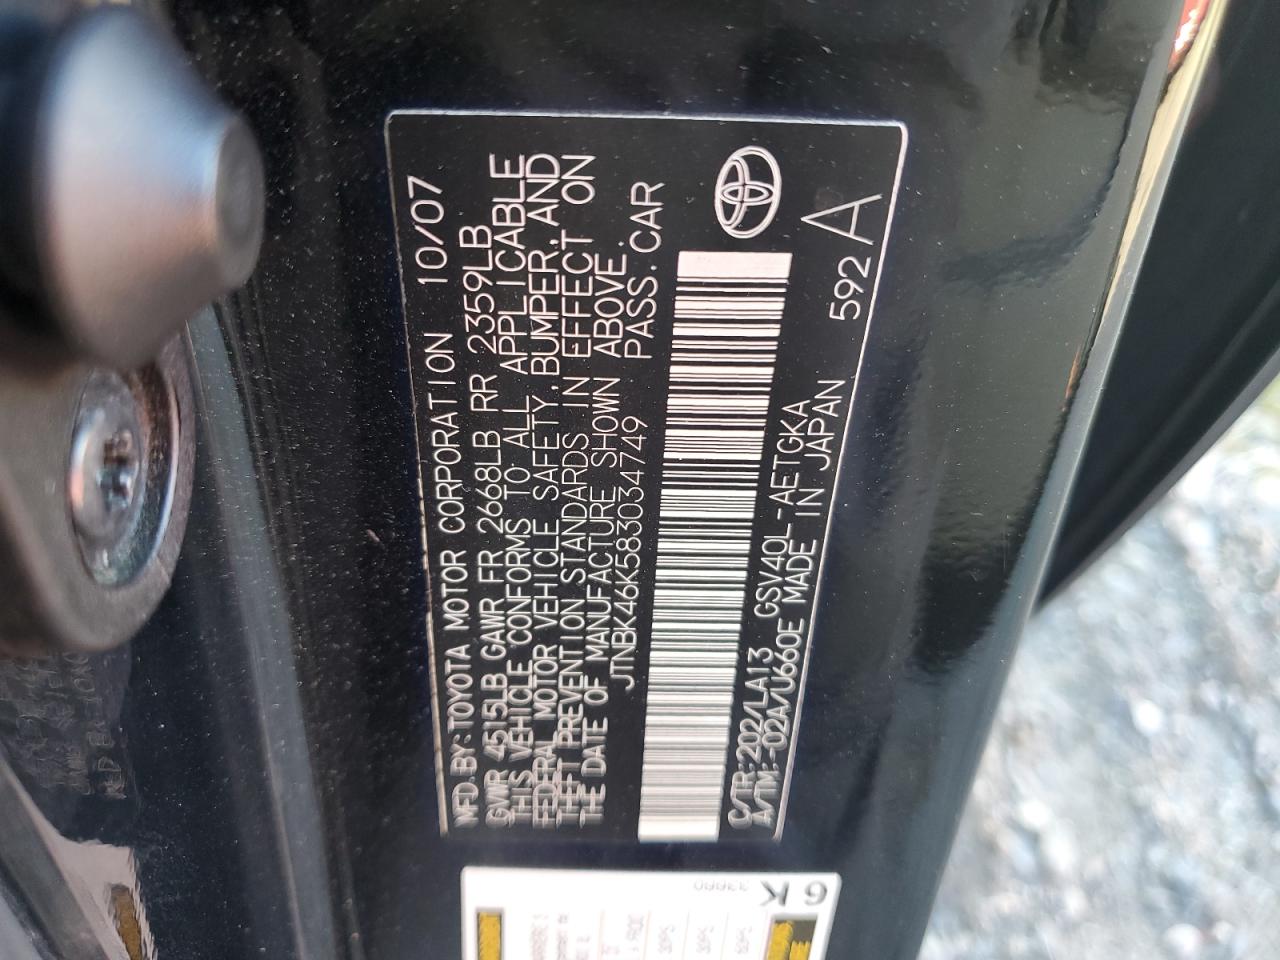 MFD.BY:TOYOTA MOTOR CORPORATION 10/07
GVWR 4515LB GAWR FR 2668LB RR 2359LB
THIS VEHICLE CONFORMS TO ALL APPLICABLE
FEDERAL MOTOR VEHICLE SAFETY,BUMPER,AND
THEFT PREVENTION STANDARDS IN EFFECT ON
THE DATE OF MANUFACTURE SHOWN ABOVE.
JTNBK46K583034749 PASS.CAR
C/TR:202/LA13 GSV40L-AETGKA
A/TM:-02A/U660E MADE IN JAPAN 592 A
6K
33660